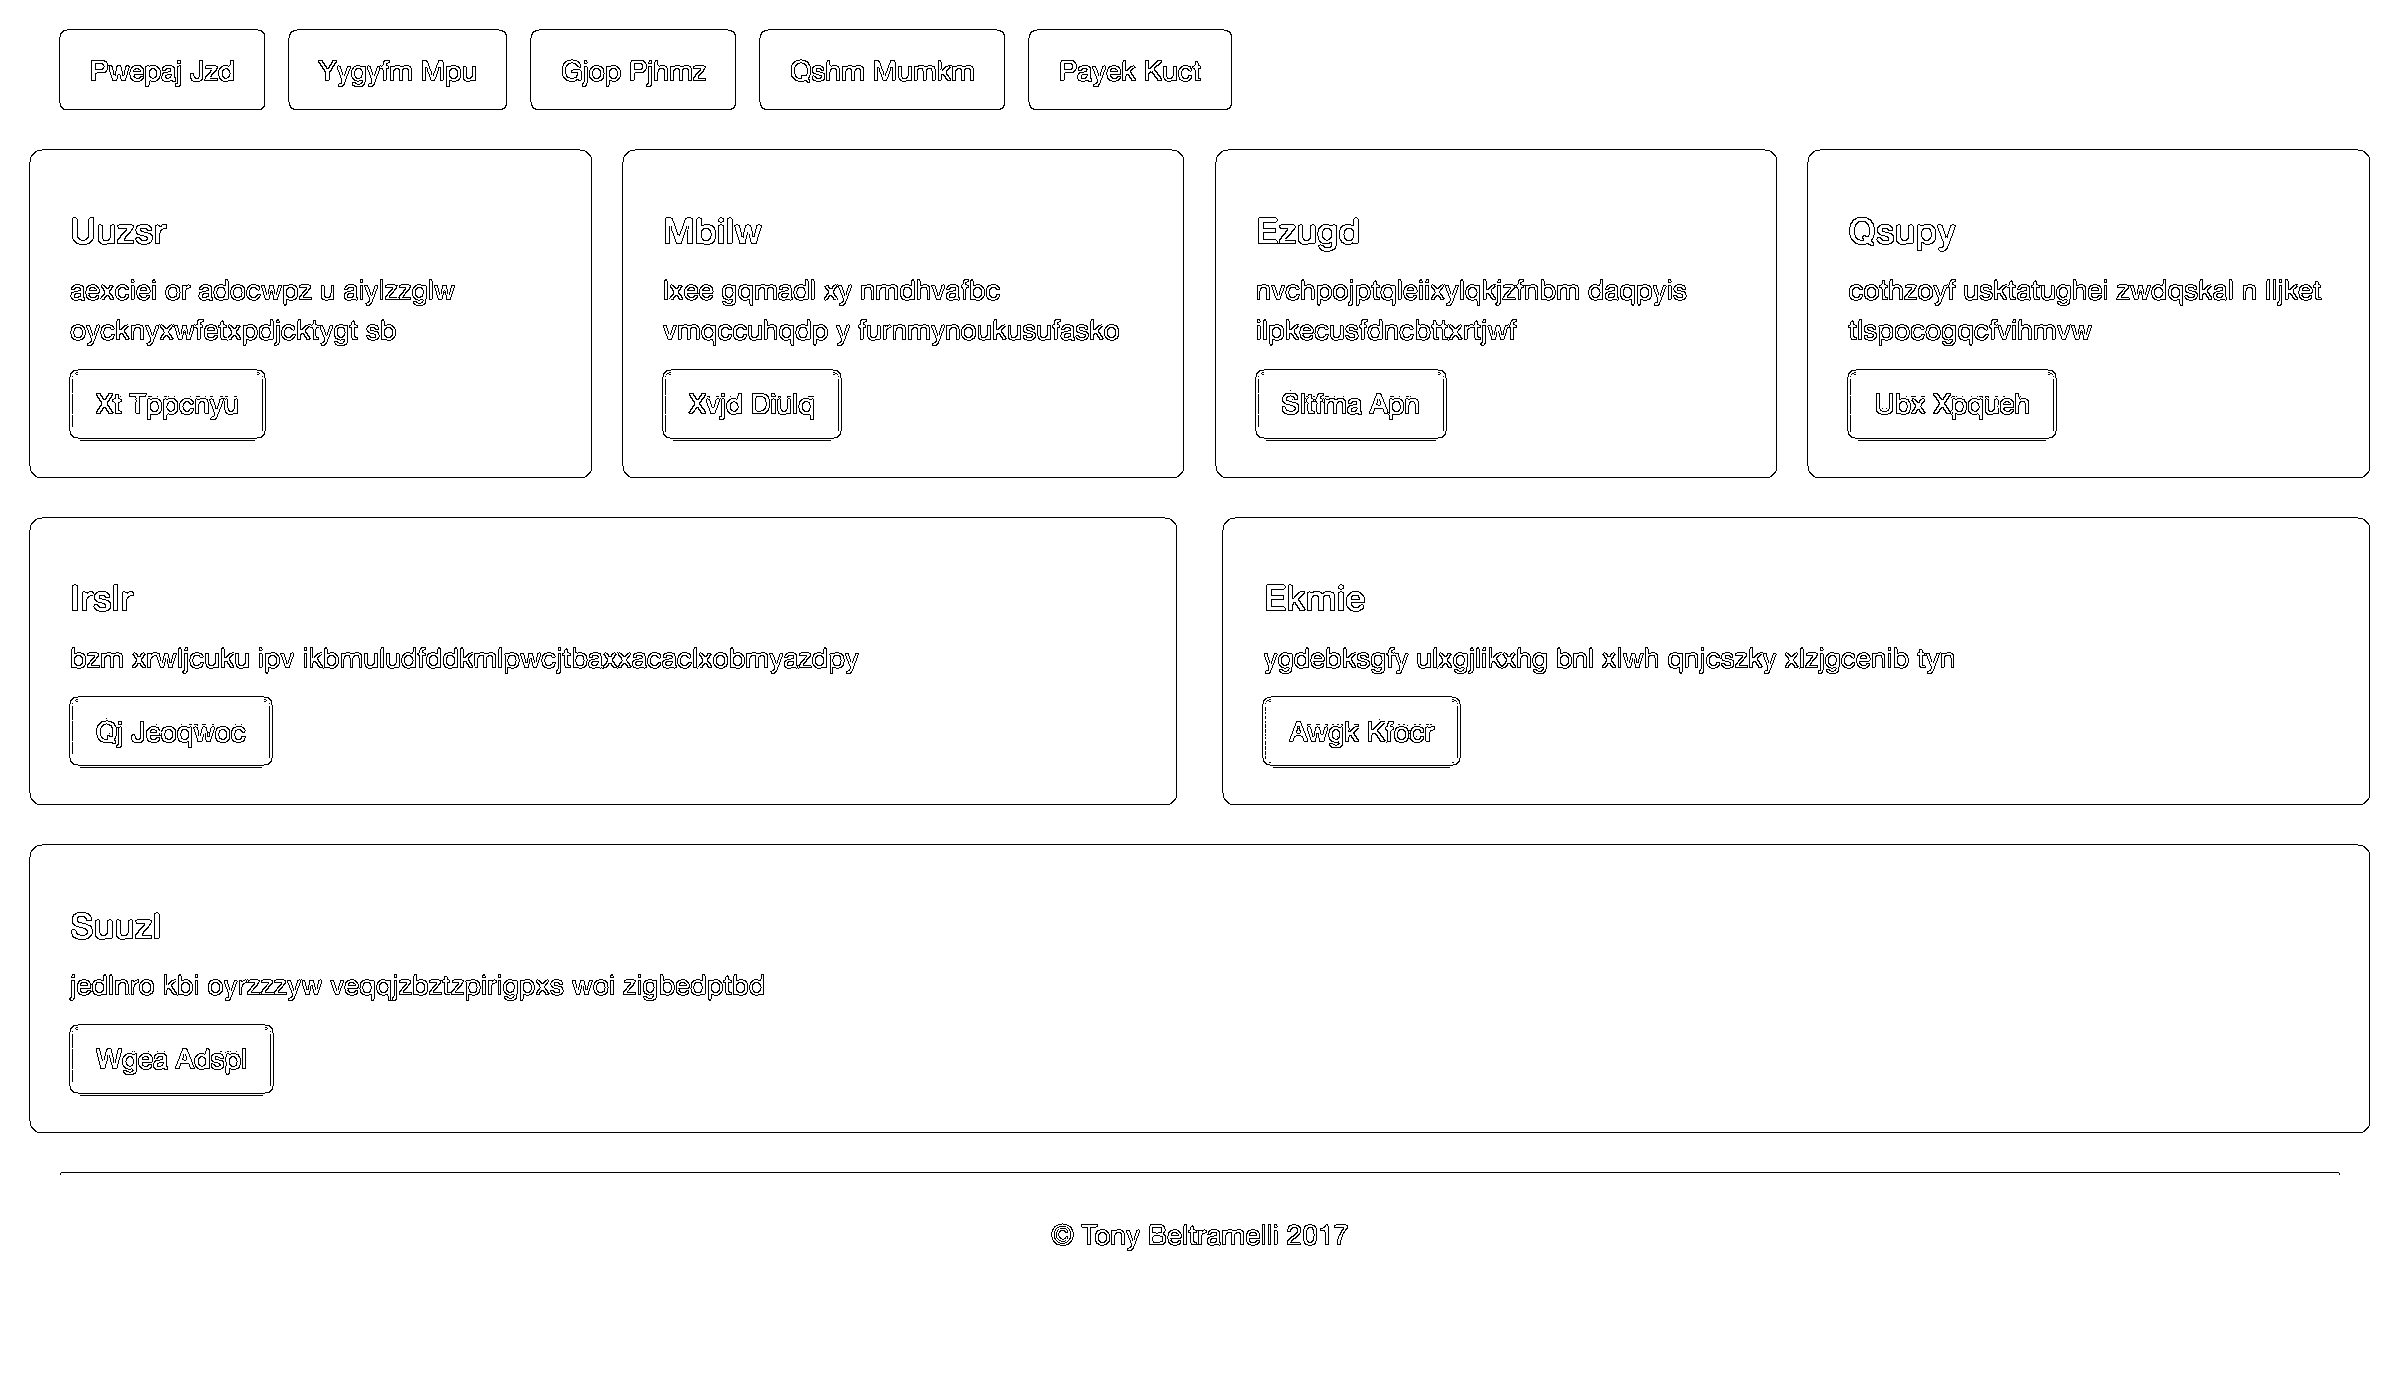 Pwepaj Jzd
Yygyfm Mpu
Gjop Pjhmz
Qshm Mumkm
Payek Kuct
Uuzsr
aexciei or adocwpz u aiylzzglw
oycknyxwfetxpdjcktygt sb
Xt Tppcnyu
Mbilw
lxee gqmadl xy nmdhvafbc
vmqccuhqdp y furnmynoukusufasko
Xvjd Diulq
Ezugd
nvchpojptqleiixylqkjzfnbm daqpyis
ilpkecusfdncbttxrtjwf
Sltfma Apn
Qsupy
cothzoyf usktatughei zwdqskal n lljket
tlspocogqcfvihmvw
Ubx Xpqueh
Irslr
bzm xrwljcuku ipv ikbmuludfddkmlpwcjtbaxxacaclxobmyazdpy
Qj Jeoqwoc
Ekmie
ygdebksgfy ulxgjlikxhg bnl xlwh qnjcszky xlzjgcenib tyn
Awgk Kfocr
Suuzl
jedlnro kbi oyrzzzyw veqqjzbztzpirigpxs woi zigbedptbd
Wgea Adspl
© Tony Beltramelli 2017